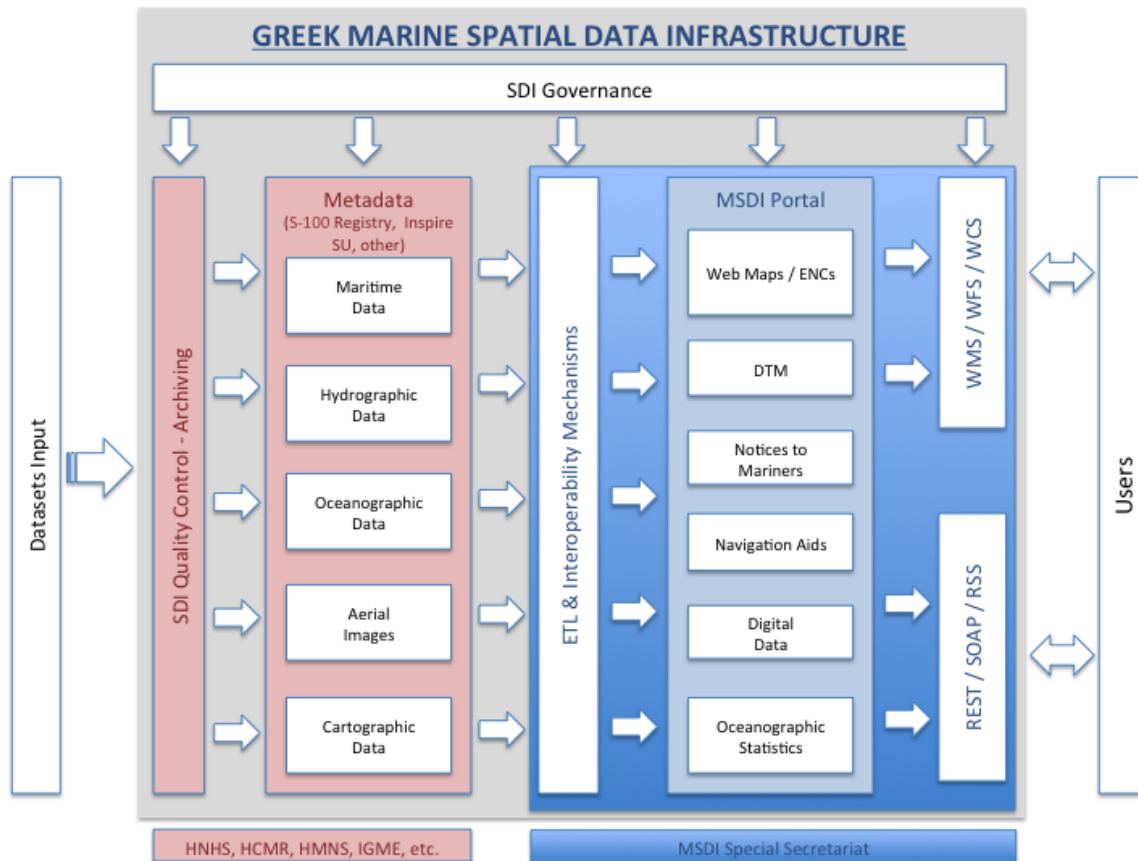 GREEK MARINE SPATIAL DATA INFRASTRUCTURE
SDI Governance
Datasets Input
SDI Quality Control - Archiving
Metadata
(S-100 Registry, Inspire
SU, other)
Maritime
Data
Hydrographic
Data
Oceanographic
Data
Aerial
Images
Cartographic
Data
ETL & Interoperability Mechanisms
MSDI Portal
Web Maps / ENCs
DTM
Notices to
Mariners
Navigation Aids
Digital
Data
Oceanographic
Statistics
WMS / WFS / WCS
REST / SOAP / RSS
Users
HNHS, HCMR, HMNS, IGME, etc.
MSDI Special Secretariat